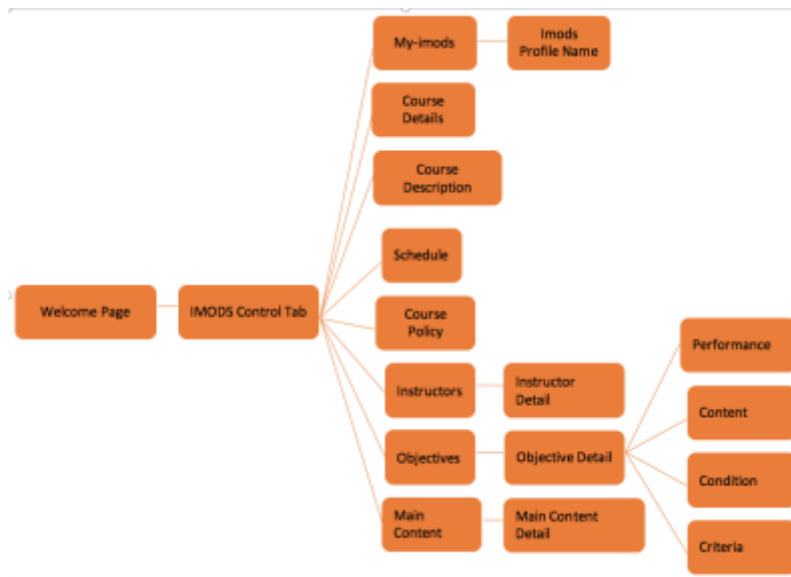 My-imods
Imods
Profile Name
Course
Details
Course
Description
Schedule
Welcome Page
IMODS Control Tab
Course
Policy
Performance
Instructors
Instructor
Detail
Content
Objectives
Objective Detail
Condition
Main
Content
Main Content
Detail
Criteria